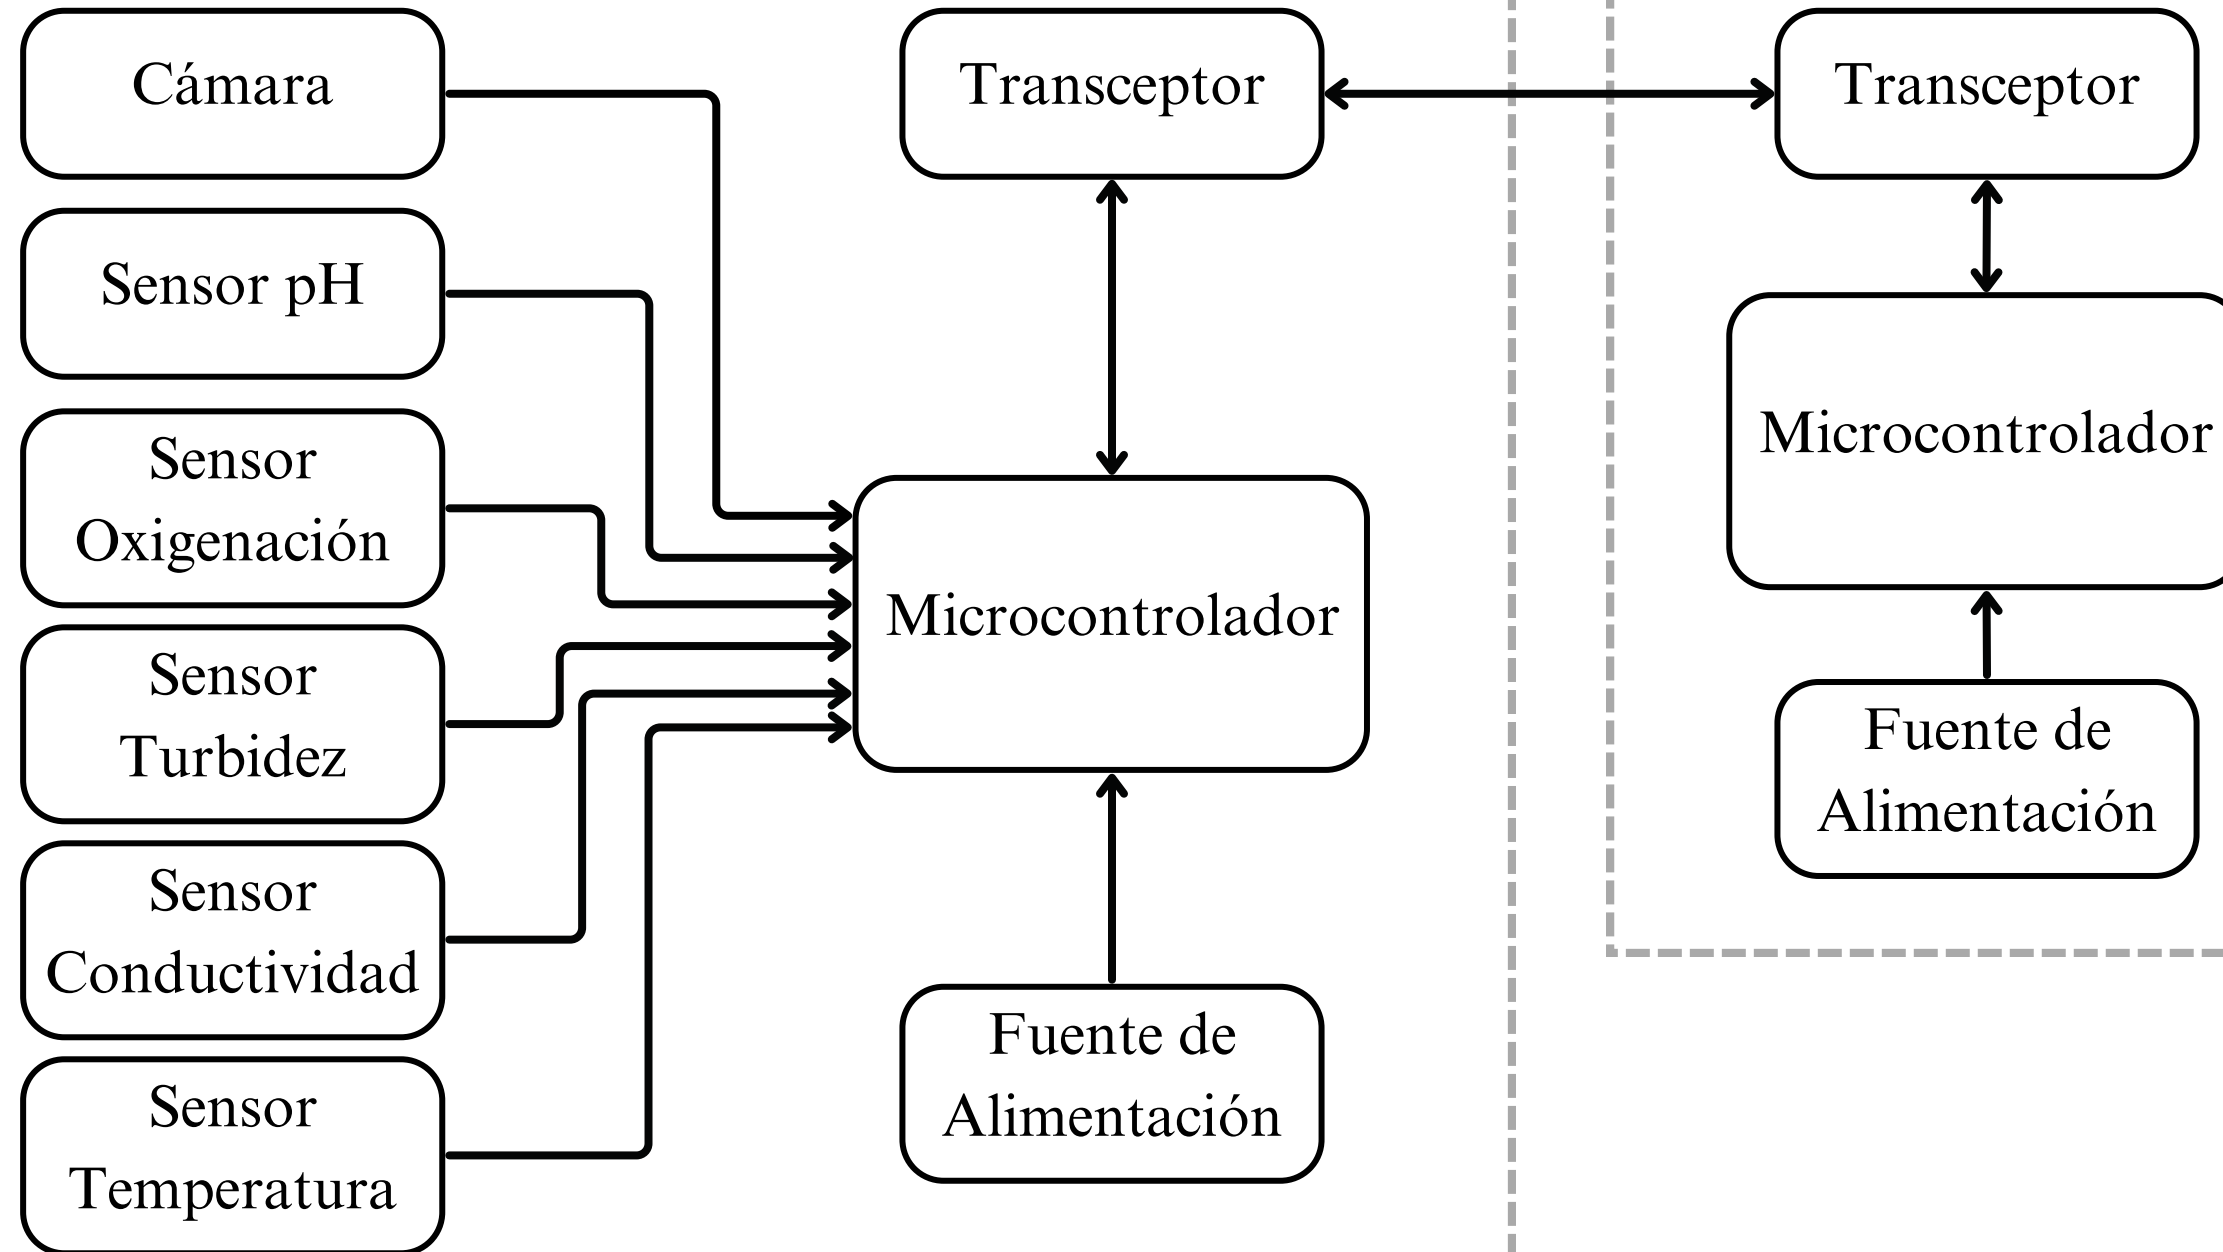 Cámara
Sensor pH
Sensor
Oxigenación
Sensor
Turbidez
Sensor
Conductividad
Sensor
Temperatura
Transceptor
Microcontrolador
Fuente de
Alimentación
Transceptor
Microcontrolador
Fuente de
Alimentación